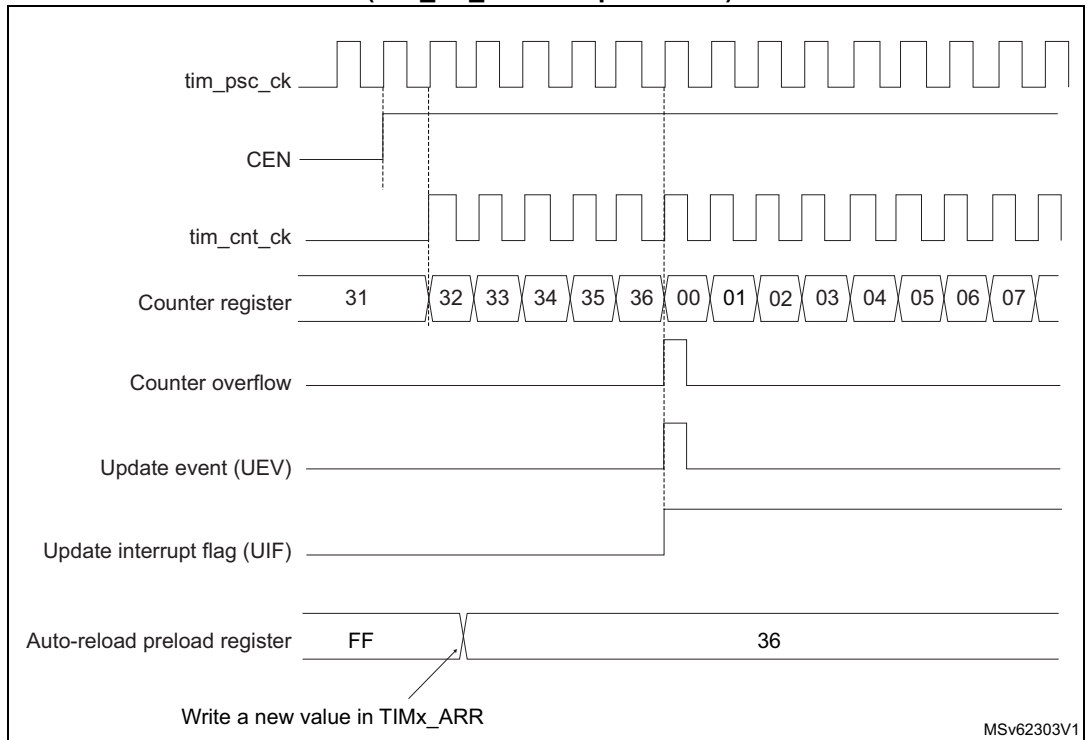 tim_psc_ck
CEN
tim_cnt_ck
Counter register 31 32 33 34 35 36 00 01 02 03 04 05 06 07
Counter overflow
Update event (UEV)
Update interrupt flag (UIF)
Auto-reload preload register FF 36
Write a new value in TIMx_ARR
MSv62303V1